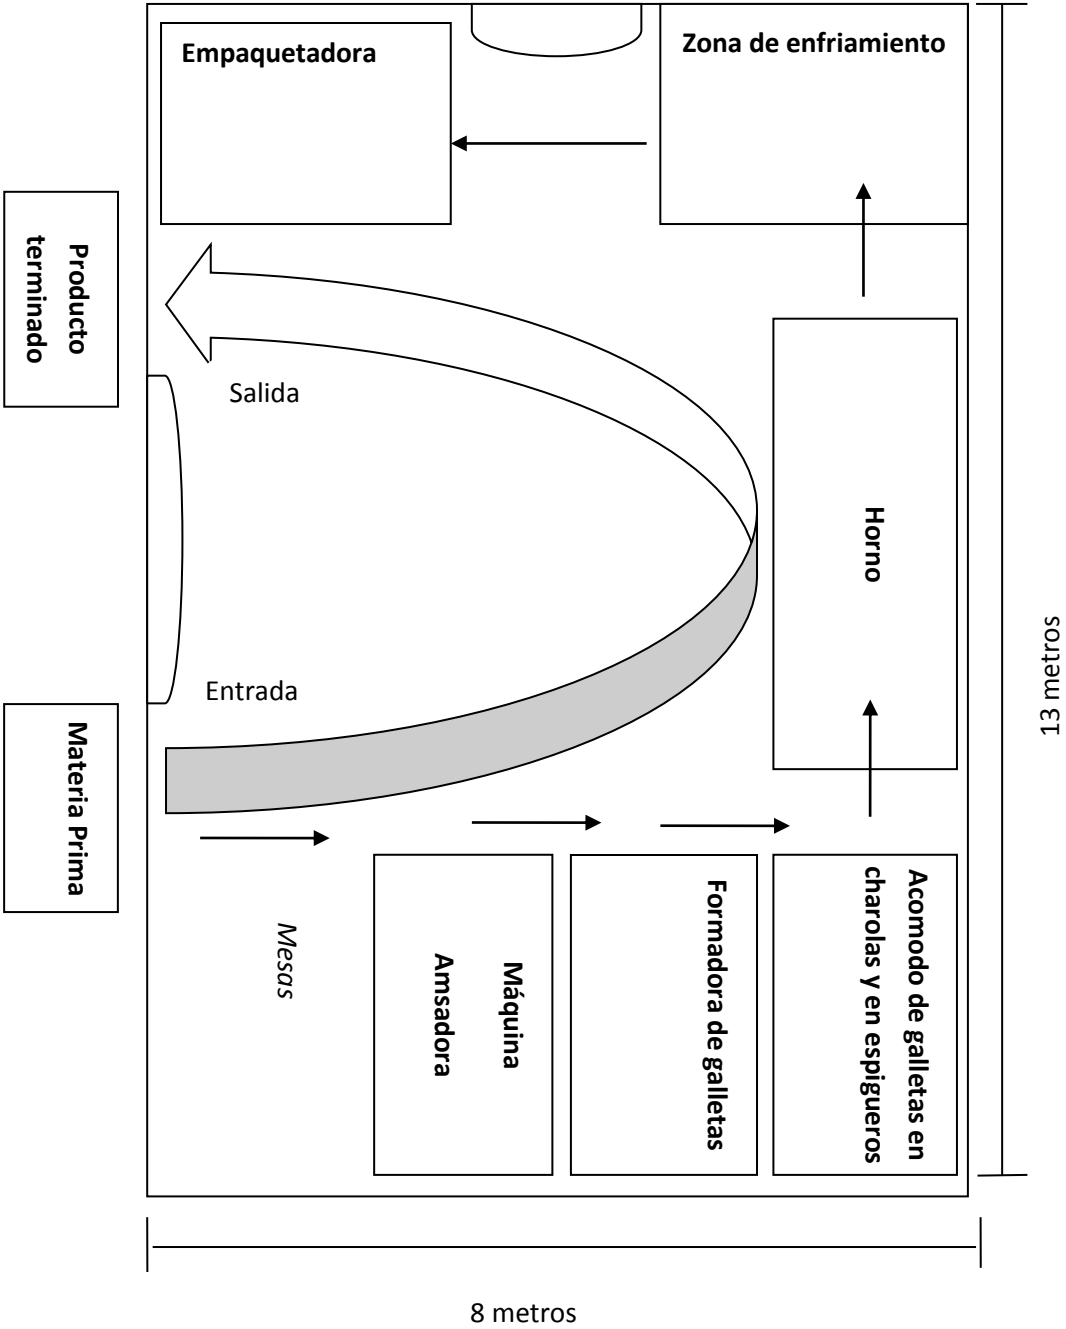 Empaquetadora
Zona de enfriamiento
Producto
terminado
Salida
Horno
13 metros
Entrada
Materia Prima
Mesas
Máquina
Amsadora
Formadora de galletas
Acomodo de galletas en
charolas y en espigueros
8 metros